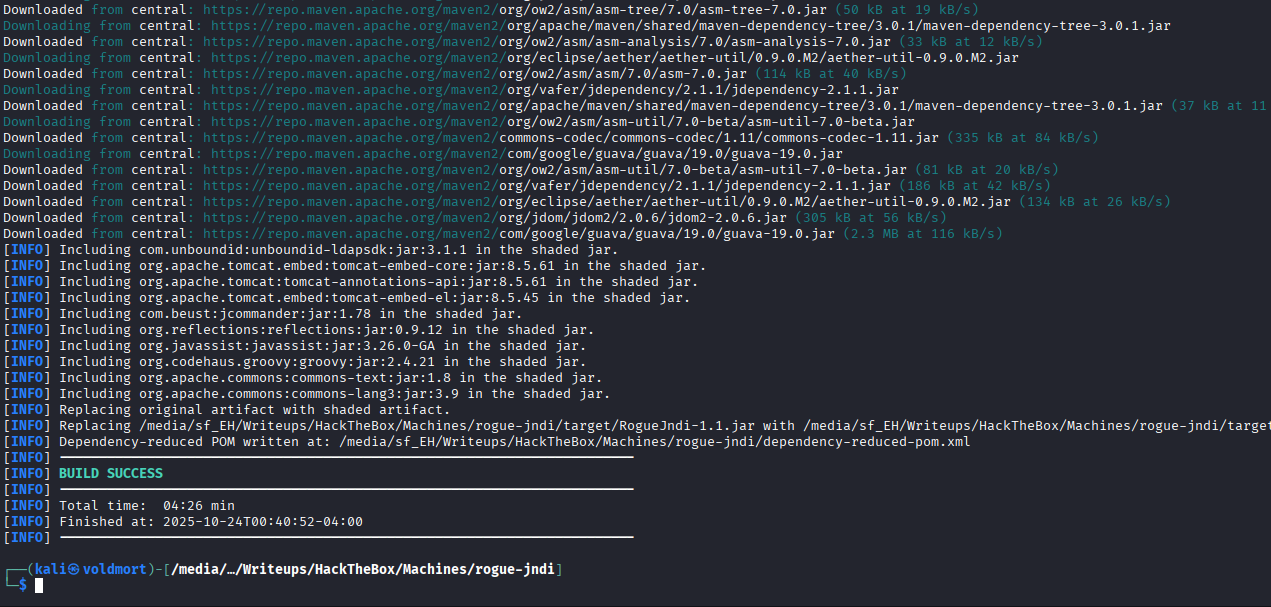 Downloaded from central: https://repo.maven.apache.org/maven2/org/ow2/asm/asm-tree/7.0/asm-tree-7.0.jar (50 kB at 19 kB/s)
Downloading from central: https://repo.maven.apache.org/maven2/org/apache/maven/shared/maven-dependency-tree/3.0.1/maven-dependency-tree-3.0.1.jar
Downloaded from central: https://repo.maven.apache.org/maven2/org/ow2/asm/asm-analysis/7.0/asm-analysis-7.0.jar (33 kB at 12 kB/s)
Downloading from central: https://repo.maven.apache.org/maven2/org/eclipse/aether/aether-util/0.9.0.M2/aether-util-0.9.0.M2.jar
Downloaded from central: https://repo.maven.apache.org/maven2/org/ow2/asm/asm/7.0/asm-7.0.jar (114 kB at 40 kB/s)
Downloading from central: https://repo.maven.apache.org/maven2/org/vafer/jdependency/2.1.1/jdependency-2.1.1.jar
Downloaded from central: https://repo.maven.apache.org/maven2/org/apache/maven/shared/maven-dependency-tree/3.0.1/maven-dependency-tree-3.0.1.jar (37 kB at 11
Downloading from central: https://repo.maven.apache.org/maven2/org/ow2/asm/asm-util/7.0-beta/asm-util-7.0-beta.jar
Downloaded from central: https://repo.maven.apache.org/maven2/commons-codec/commons-codec/1.11/commons-codec-1.11.jar (335 kB at 84 kB/s)
Downloading from central: https://repo.maven.apache.org/maven2/com/google/guava/guava/19.0/guava-19.0.jar
Downloaded from central: https://repo.maven.apache.org/maven2/org/ow2/asm/asm-util/7.0-beta/asm-util-7.0-beta.jar (81 kB at 20 kB/s)
Downloaded from central: https://repo.maven.apache.org/maven2/org/vafer/jdependency/2.1.1/jdependency-2.1.1.jar (186 kB at 42 kB/s)
Downloaded from central: https://repo.maven.apache.org/maven2/org/eclipse/aether/aether-util/0.9.0.M2/aether-util-0.9.0.M2.jar (134 kB at 26 kB/s)
Downloaded from central: https://repo.maven.apache.org/maven2/org/jdom/jdom2/2.0.6/jdom2-2.0.6.jar (305 kB at 56 kB/s)
Downloaded from central: https://repo.maven.apache.org/maven2/com/google/guava/guava/19.0/guava-19.0.jar (2.3 MB at 116 kB/s)
[INFO] Including com.unboundid:unboundid-ldapsdk:jar:3.1.1 in the shaded jar.
[INFO] Including org.apache.tomcat.embed:tomcat-embed-core:jar:8.5.61 in the shaded jar.
[INFO] Including org.apache.tomcat:tomcat-annotations-api:jar:8.5.61 in the shaded jar.
[INFO] Including org.apache.tomcat.embed:tomcat-embed-el:jar:8.5.45 in the shaded jar.
[INFO] Including com.beust:jcommander:jar:1.78 in the shaded jar.
[INFO] Including org.reflections:reflections:jar:0.9.12 in the shaded jar.
[INFO] Including org.javassist:javassist:jar:3.26.0-GA in the shaded jar.
[INFO] Including org.codehaus.groovy:groovy:jar:2.4.21 in the shaded jar.
[INFO] Including org.apache.commons:commons-text:jar:1.8 in the shaded jar.
[INFO] Including org.apache.commons:commons-lang3:jar:3.9 in the shaded jar.
[INFO] Replacing original artifact with shaded artifact.
[INFO] Replacing /media/sf_EH/Writeups/HackTheBox/Machines/rogue-jndi/target/RogueJndi-1.1.jar with /media/sf_EH/Writeups/HackTheBox/Machines/rogue-jndi/target
[INFO] Dependency-reduced POM written at: /media/sf_EH/Writeups/HackTheBox/Machines/rogue-jndi/dependency-reduced-pom.xml
[INFO] ------------------------------------------------------------------------
[INFO] BUILD SUCCESS
[INFO] ------------------------------------------------------------------------
[INFO] Total time:  04:26 min
[INFO] Finished at: 2025-10-24T00:40:52-04:00
[INFO] ------------------------------------------------------------------------
┌──(kali㉿voldmort)-[/media/…/Writeups/HackTheBox/Machines/rogue-jndi]
└─$